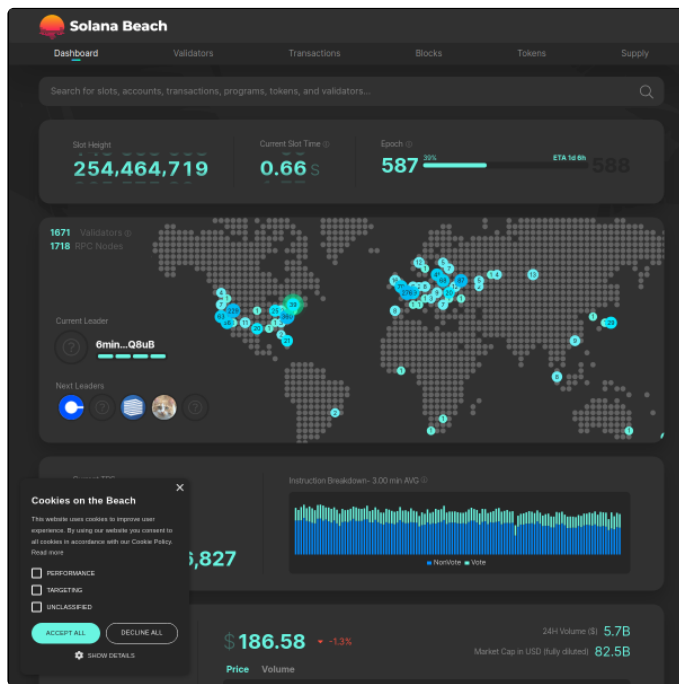 Solana Beach
Dashboard Validators Transactions Blocks Tokens Supply
Search for slots, accounts, transactions, programs, tokens, and validators...
Slot Height
254,464,719
Current Slot Time
0.66 S
Epoch
587 39% ETA 1d 6h 588
1671 Validators
1718 RPC Nodes
Current Leader
6min...Q8uB
Next Leaders
Instruction Breakdown- 3.00 min AVG
NonVote Vote
,827
Cookies on the Beach
This website uses cookies to improve user
experience. By using our website you consent to
all cookies in accordance with our Cookie Policy.
Read more
PERFORMANCE
TARGETING
UNCLASSIFIED
ACCEPT ALL DECLINE ALL
SHOW DETAILS
$186.58 -1.3%
Price Volume
24H Volume ($) 5.7B
Market Cap in USD (fully diluted) 82.5B